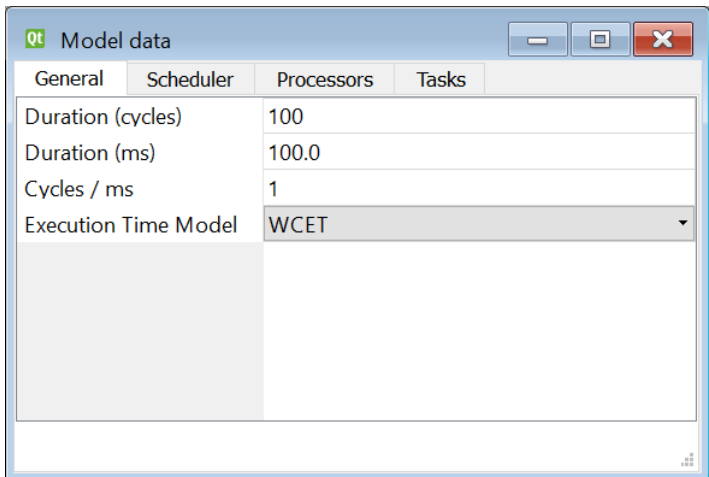 Qt Model data
General Scheduler Processors Tasks
Duration (cycles) 100
Duration (ms) 100.0
Cycles / ms 1
Execution Time Model WCET